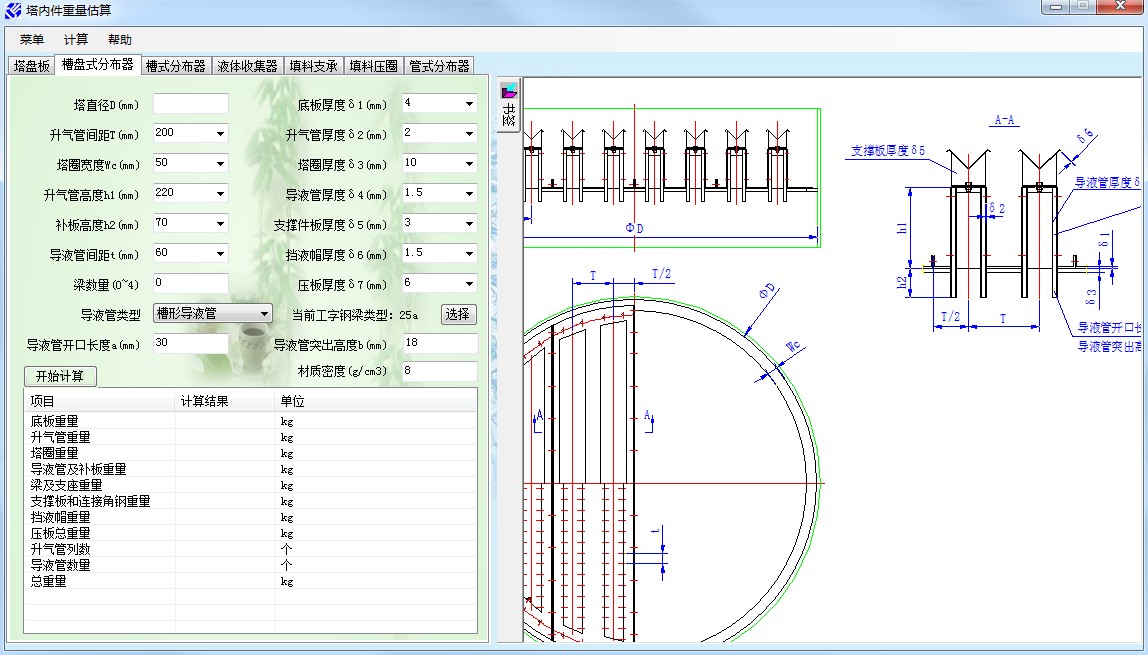 塔内件重量估算
菜单 计算 帮助
塔盘板 槽盘式分布器 槽式分布器 液体收集器 填料支承 填料压圈 管式分布器
塔直径D(mm) 底板厚度δ1(mm) 4
升气管间距T(mm) 200 升气管厚度δ2(mm) 2
塔圈宽度Wc(mm) 50 塔圈厚度δ3(mm) 10
升气管高度h1(mm) 220 导液管厚度δ4(mm) 1.5
补板高度h2(mm) 70 支撑件板厚度δ5(mm) 3
导液管间距t(mm) 60 挡液帽厚度δ6(mm) 1.5
梁数量(0~4) 0 压板厚度δ7(mm) 6
导液管类型 槽形导液管 当前工字钢梁类型: 25a 选择
导液管开口长度a(mm) 30 导液管突出高度b(mm) 18
材质密度(g/cm3) 8
开始计算
项目 计算结果 单位
底板重量 kg
升气管重量 kg
塔圈重量 kg
导液管及补板重量 kg
梁及支座重量 kg
支撑板和连接角钢重量 kg
挡液帽重量 kg
压板总重量 kg
升气管列数 个
导液管数量 个
总重量 kg
书签
ΦD
T T/2
ΦD
Wc
A A
t
A-A
支撑板厚度δ5
δ6
导液管厚度δ
δ2
h1
δ1
h2
δ3
T/2 T
导液管开口长
导液管突出高